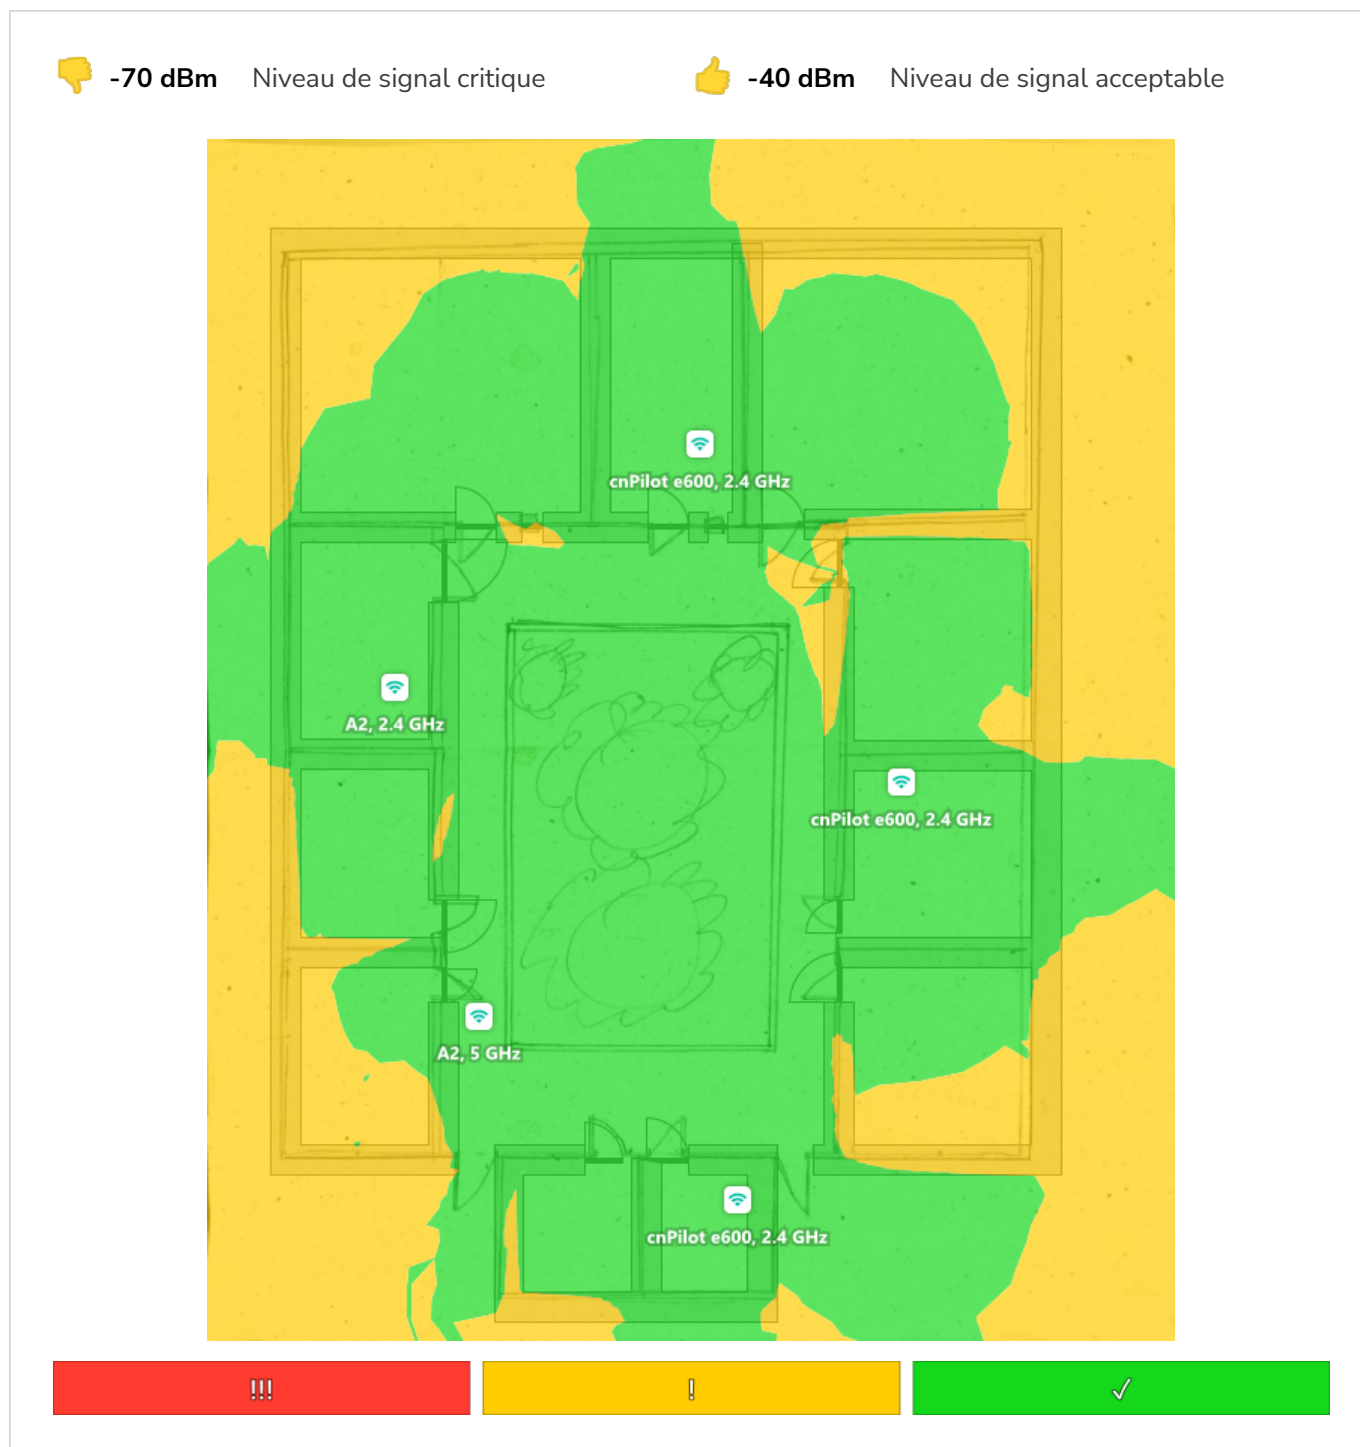 -70 dBm Niveau de signal critique
-40 dBm Niveau de signal acceptable
cnPilot e600, 2.4 GHz
A2, 2.4 GHz
cnPilot e600, 2.4 GHz
A2, 5 GHz
cnPilot e600, 2.4 GHz
!!!
!
✓